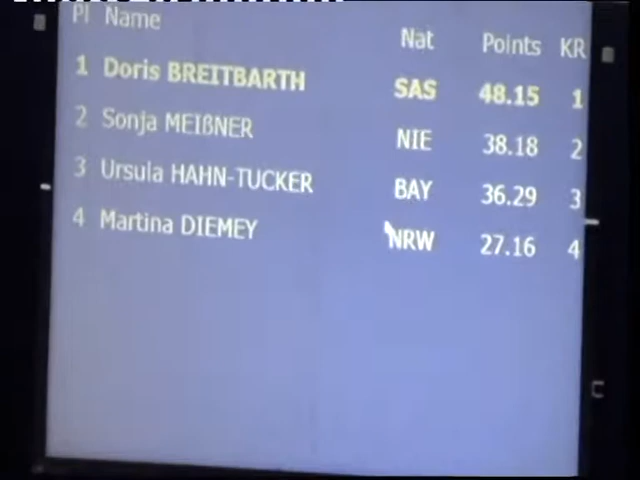 Pl Name Nat Points KR
1 Doris BREITBARTH SAS 48.15 1
2 Sonja MEIßNER NIE 38.18 2
3 Ursula HAHN-TUCKER BAY 36.29 3
4 Martina DIEMEY NRW 27.16 4